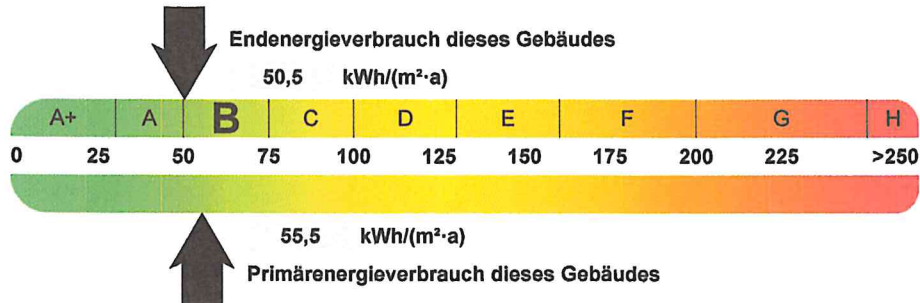 Endenergieverbrauch dieses Gebäudes
50,5 kWh/(m²·a)
A+ A B C D E F G H
0 25 50 75 100 125 150 175 200 225 >250
55,5 kWh/(m²·a)
Primärenergieverbrauch dieses Gebäudes